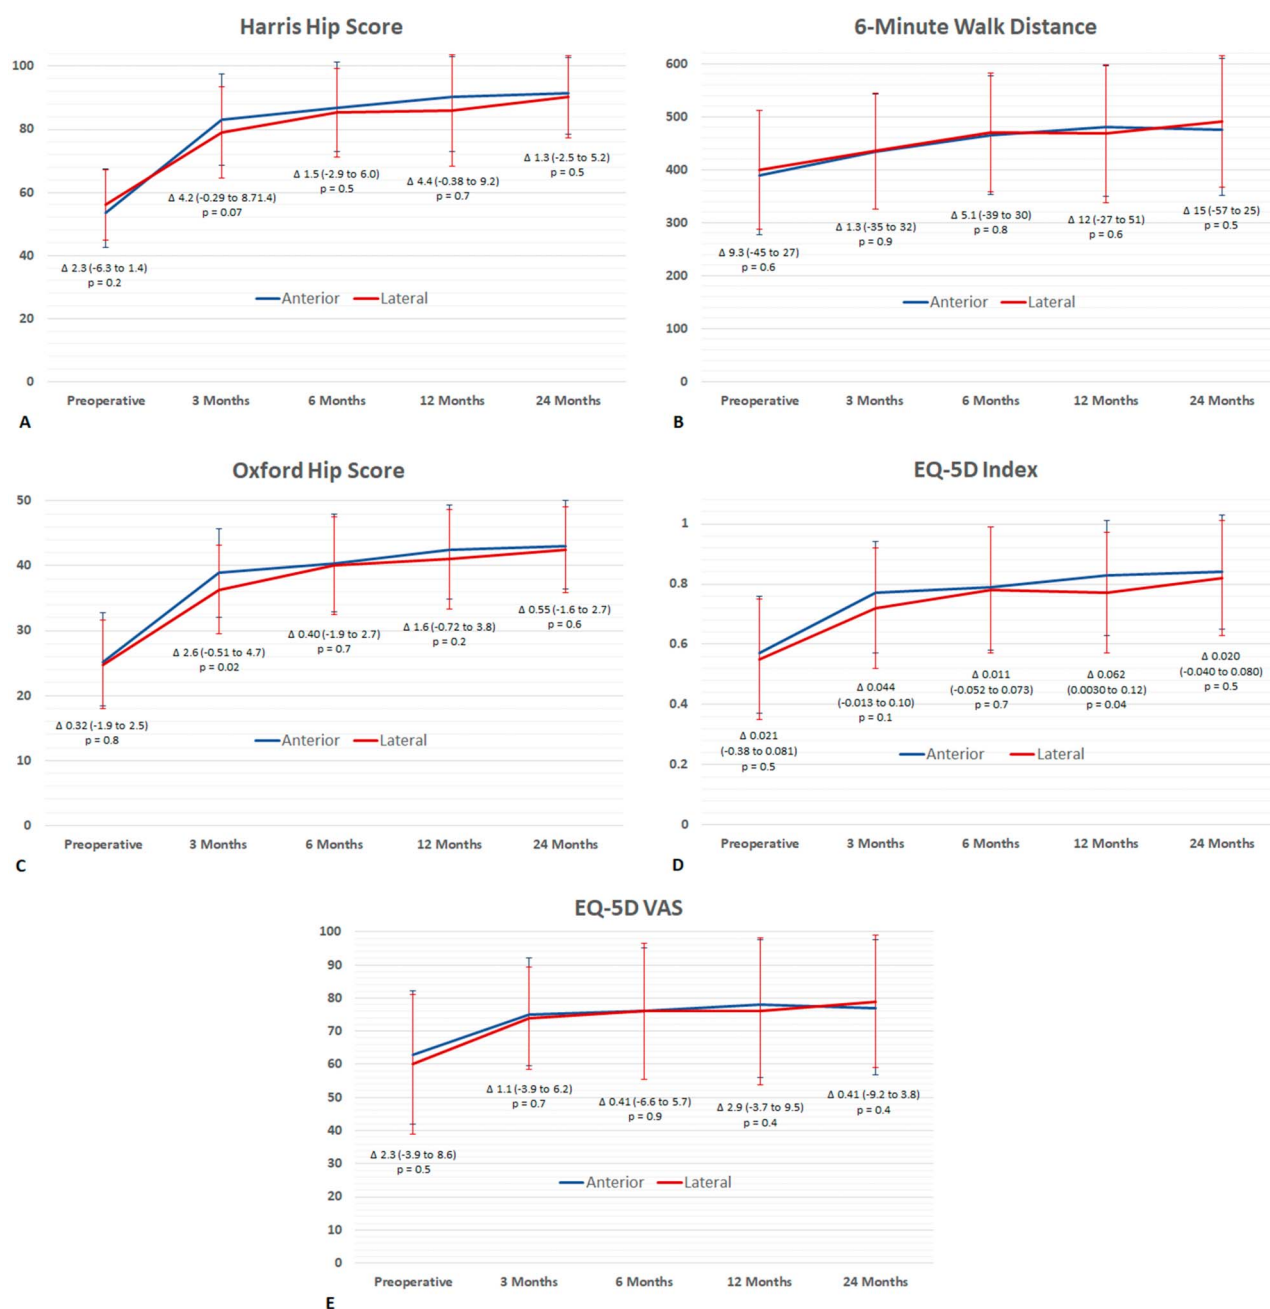 Harris Hip Score
100
80
60
40
20
0
Δ 2.3 (-6.3 to 1.4)
p = 0.2
Δ 4.2 (-0.29 to 8.71.4)
p = 0.07
Δ 1.5 (-2.9 to 6.0)
p = 0.5
Δ 4.4 (-0.38 to 9.2)
p = 0.7
Δ 1.3 (-2.5 to 5.2)
p = 0.5
Anterior
Lateral
Preoperative
3 Months
6 Months
12 Months
24 Months
A
6-Minute Walk Distance
600
500
400
300
200
100
0
Δ 9.3 (-45 to 27)
p = 0.6
Δ 1.3 (-35 to 32)
p = 0.9
Δ 5.1 (-39 to 30)
p = 0.8
Δ 12 (-27 to 51)
p = 0.6
Δ 15 (-57 to 25)
p = 0.5
Anterior
Lateral
Preoperative
3 Months
6 Months
12 Months
24 Months
B
Oxford Hip Score
50
40
30
20
10
0
Δ 0.32 (-1.9 to 2.5)
p = 0.8
Δ 2.6 (-0.51 to 4.7)
p = 0.02
Δ 0.40 (-1.9 to 2.7)
p = 0.7
Δ 1.6 (-0.72 to 3.8)
p = 0.2
Δ 0.55 (-1.6 to 2.7)
p = 0.6
Anterior
Lateral
Preoperative
3 Months
6 Months
12 Months
24 Months
C
EQ-5D Index
1
0.8
0.6
0.4
0.2
0
Δ 0.021
(-0.38 to 0.081)
p = 0.5
Δ 0.044
(-0.013 to 0.10)
p = 0.1
Δ 0.011
(-0.052 to 0.073)
p = 0.7
Δ 0.062
(0.0030 to 0.12)
p = 0.04
Δ 0.020
(-0.040 to 0.080)
p = 0.5
Anterior
Lateral
Preoperative
3 Months
6 Months
12 Months
24 Months
D
EQ-5D VAS
100
90
80
70
60
50
40
30
20
10
0
Δ 2.3 (-3.9 to 8.6)
p = 0.5
Δ 1.1 (-3.9 to 6.2)
p = 0.7
Δ 0.41 (-6.6 to 5.7)
p = 0.9
Δ 2.9 (-3.7 to 9.5)
p = 0.4
Δ 0.41 (-9.2 to 3.8)
p = 0.4
Anterior
Lateral
Preoperative
3 Months
6 Months
12 Months
24 Months
E